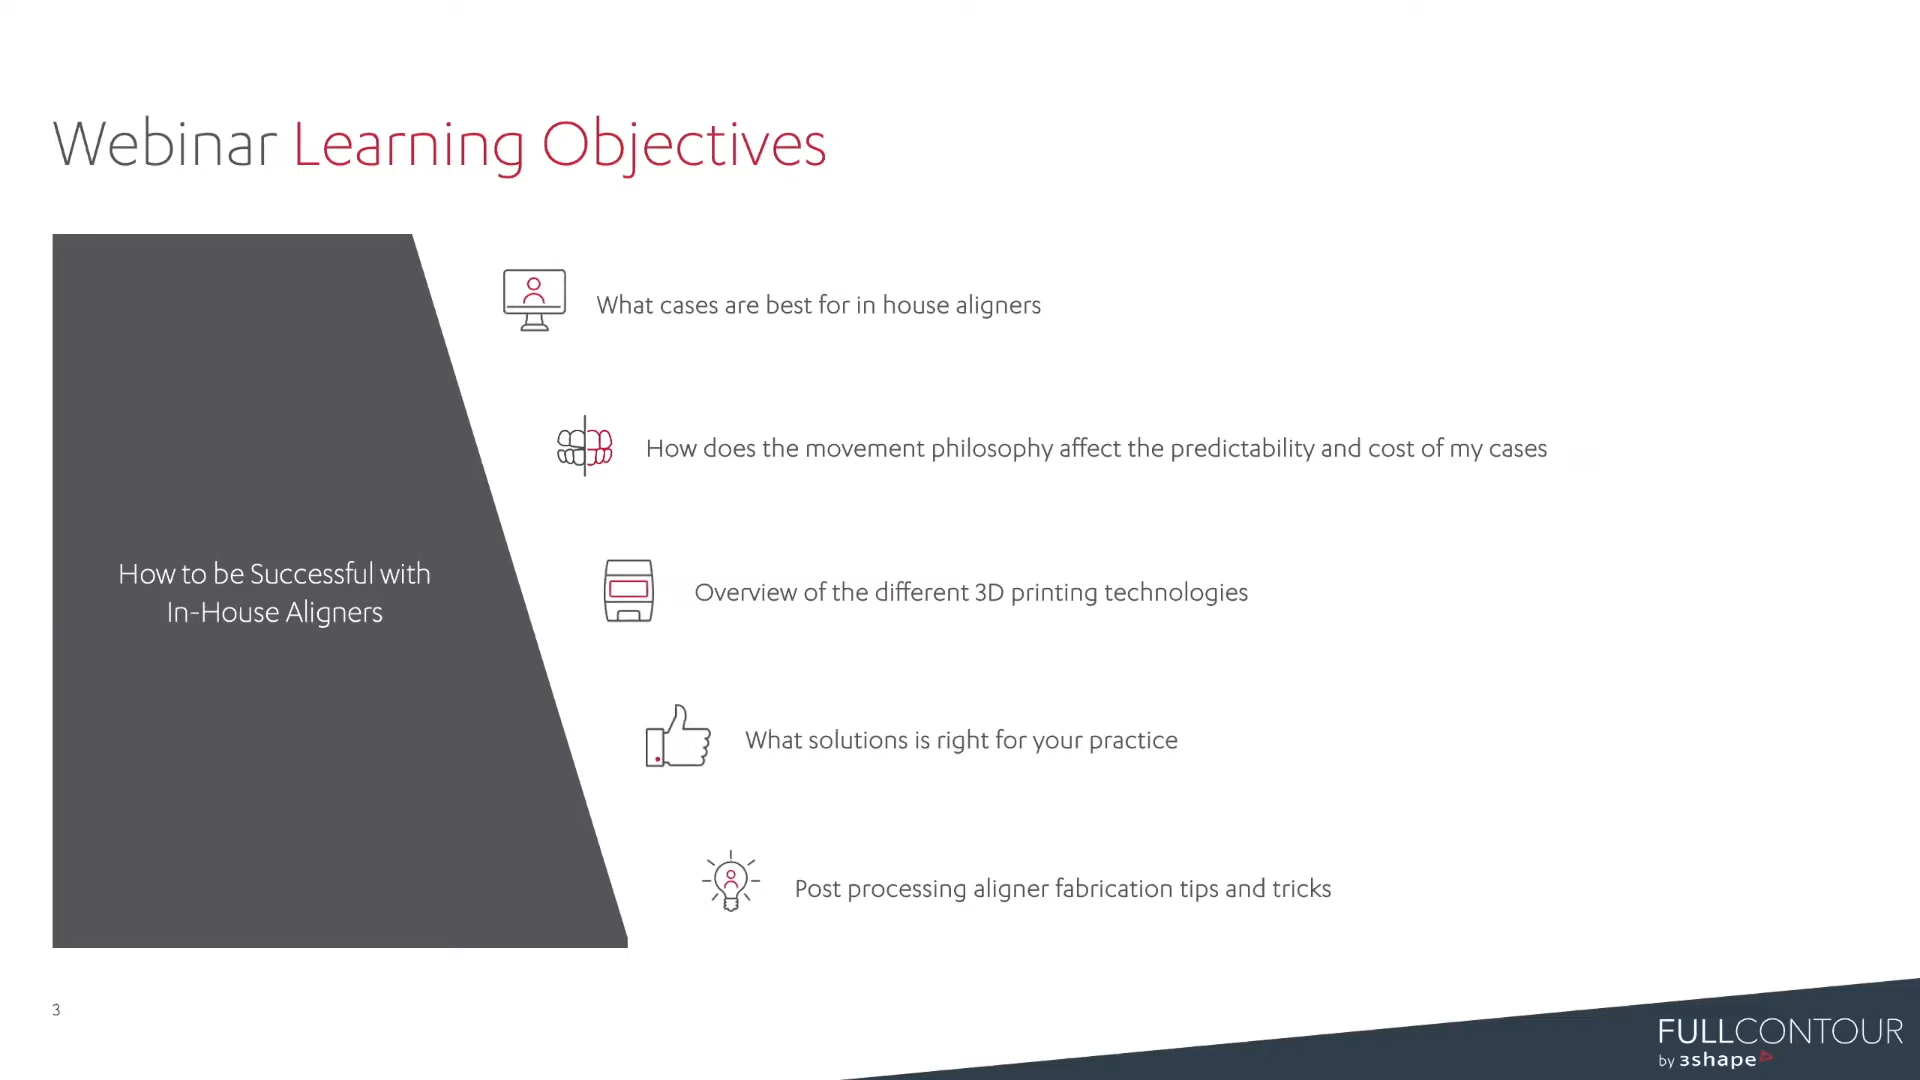 Webinar Learning Objectives
What cases are best for in house aligners
How does the movement philosophy affect the predictability and cost of my cases
How to be Successful with
In-House Aligners
Overview of the different 3D printing technologies
What solutions is right for your practice
Post processing aligner fabrication tips and tricks
3
FULLCONTOUR
by 3shape